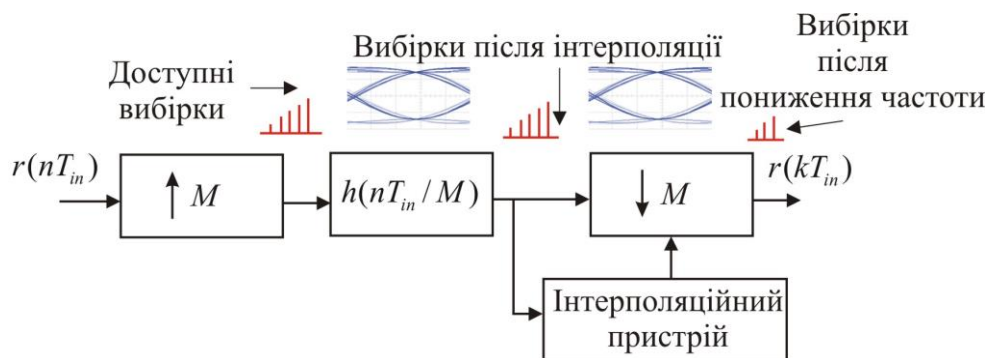 Доступні
вибірки
Вибірки після інтерполяції
Вибірки
після
пониження частоти
r(nT_in)
↑ M
h(nT_in / M)
↓ M
r(kT_in)
Інтерполяційний
пристрій